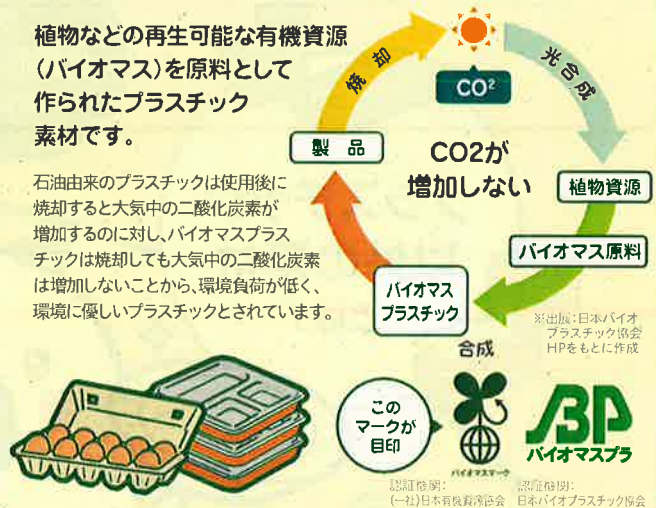 植物などの再生可能な有機資源
(バイオマス)を原料として
作られたプラスチック
素材です。
石油由来のプラスチックは使用後に
焼却すると大気中の二酸化炭素が
増加するのに対し、バイオマスプラス
チックは焼却しても大気中の二酸化炭素
は増加しないことから、環境負荷が低く、
環境に優しいプラスチックとされています。
焼却
光合成
CO²
製品
CO2が
増加しない
植物資源
バイオマス原料
バイオマス
プラスチック
合成
※出展:日本バイオ
プラスチック協会
HPをもとに作成
この
マークが
目印
バイオマスマーク
BP
バイオマスプラ
認証機関:
(一社)日本有機資源協会
認証機関:
日本バイオプラスチック協会